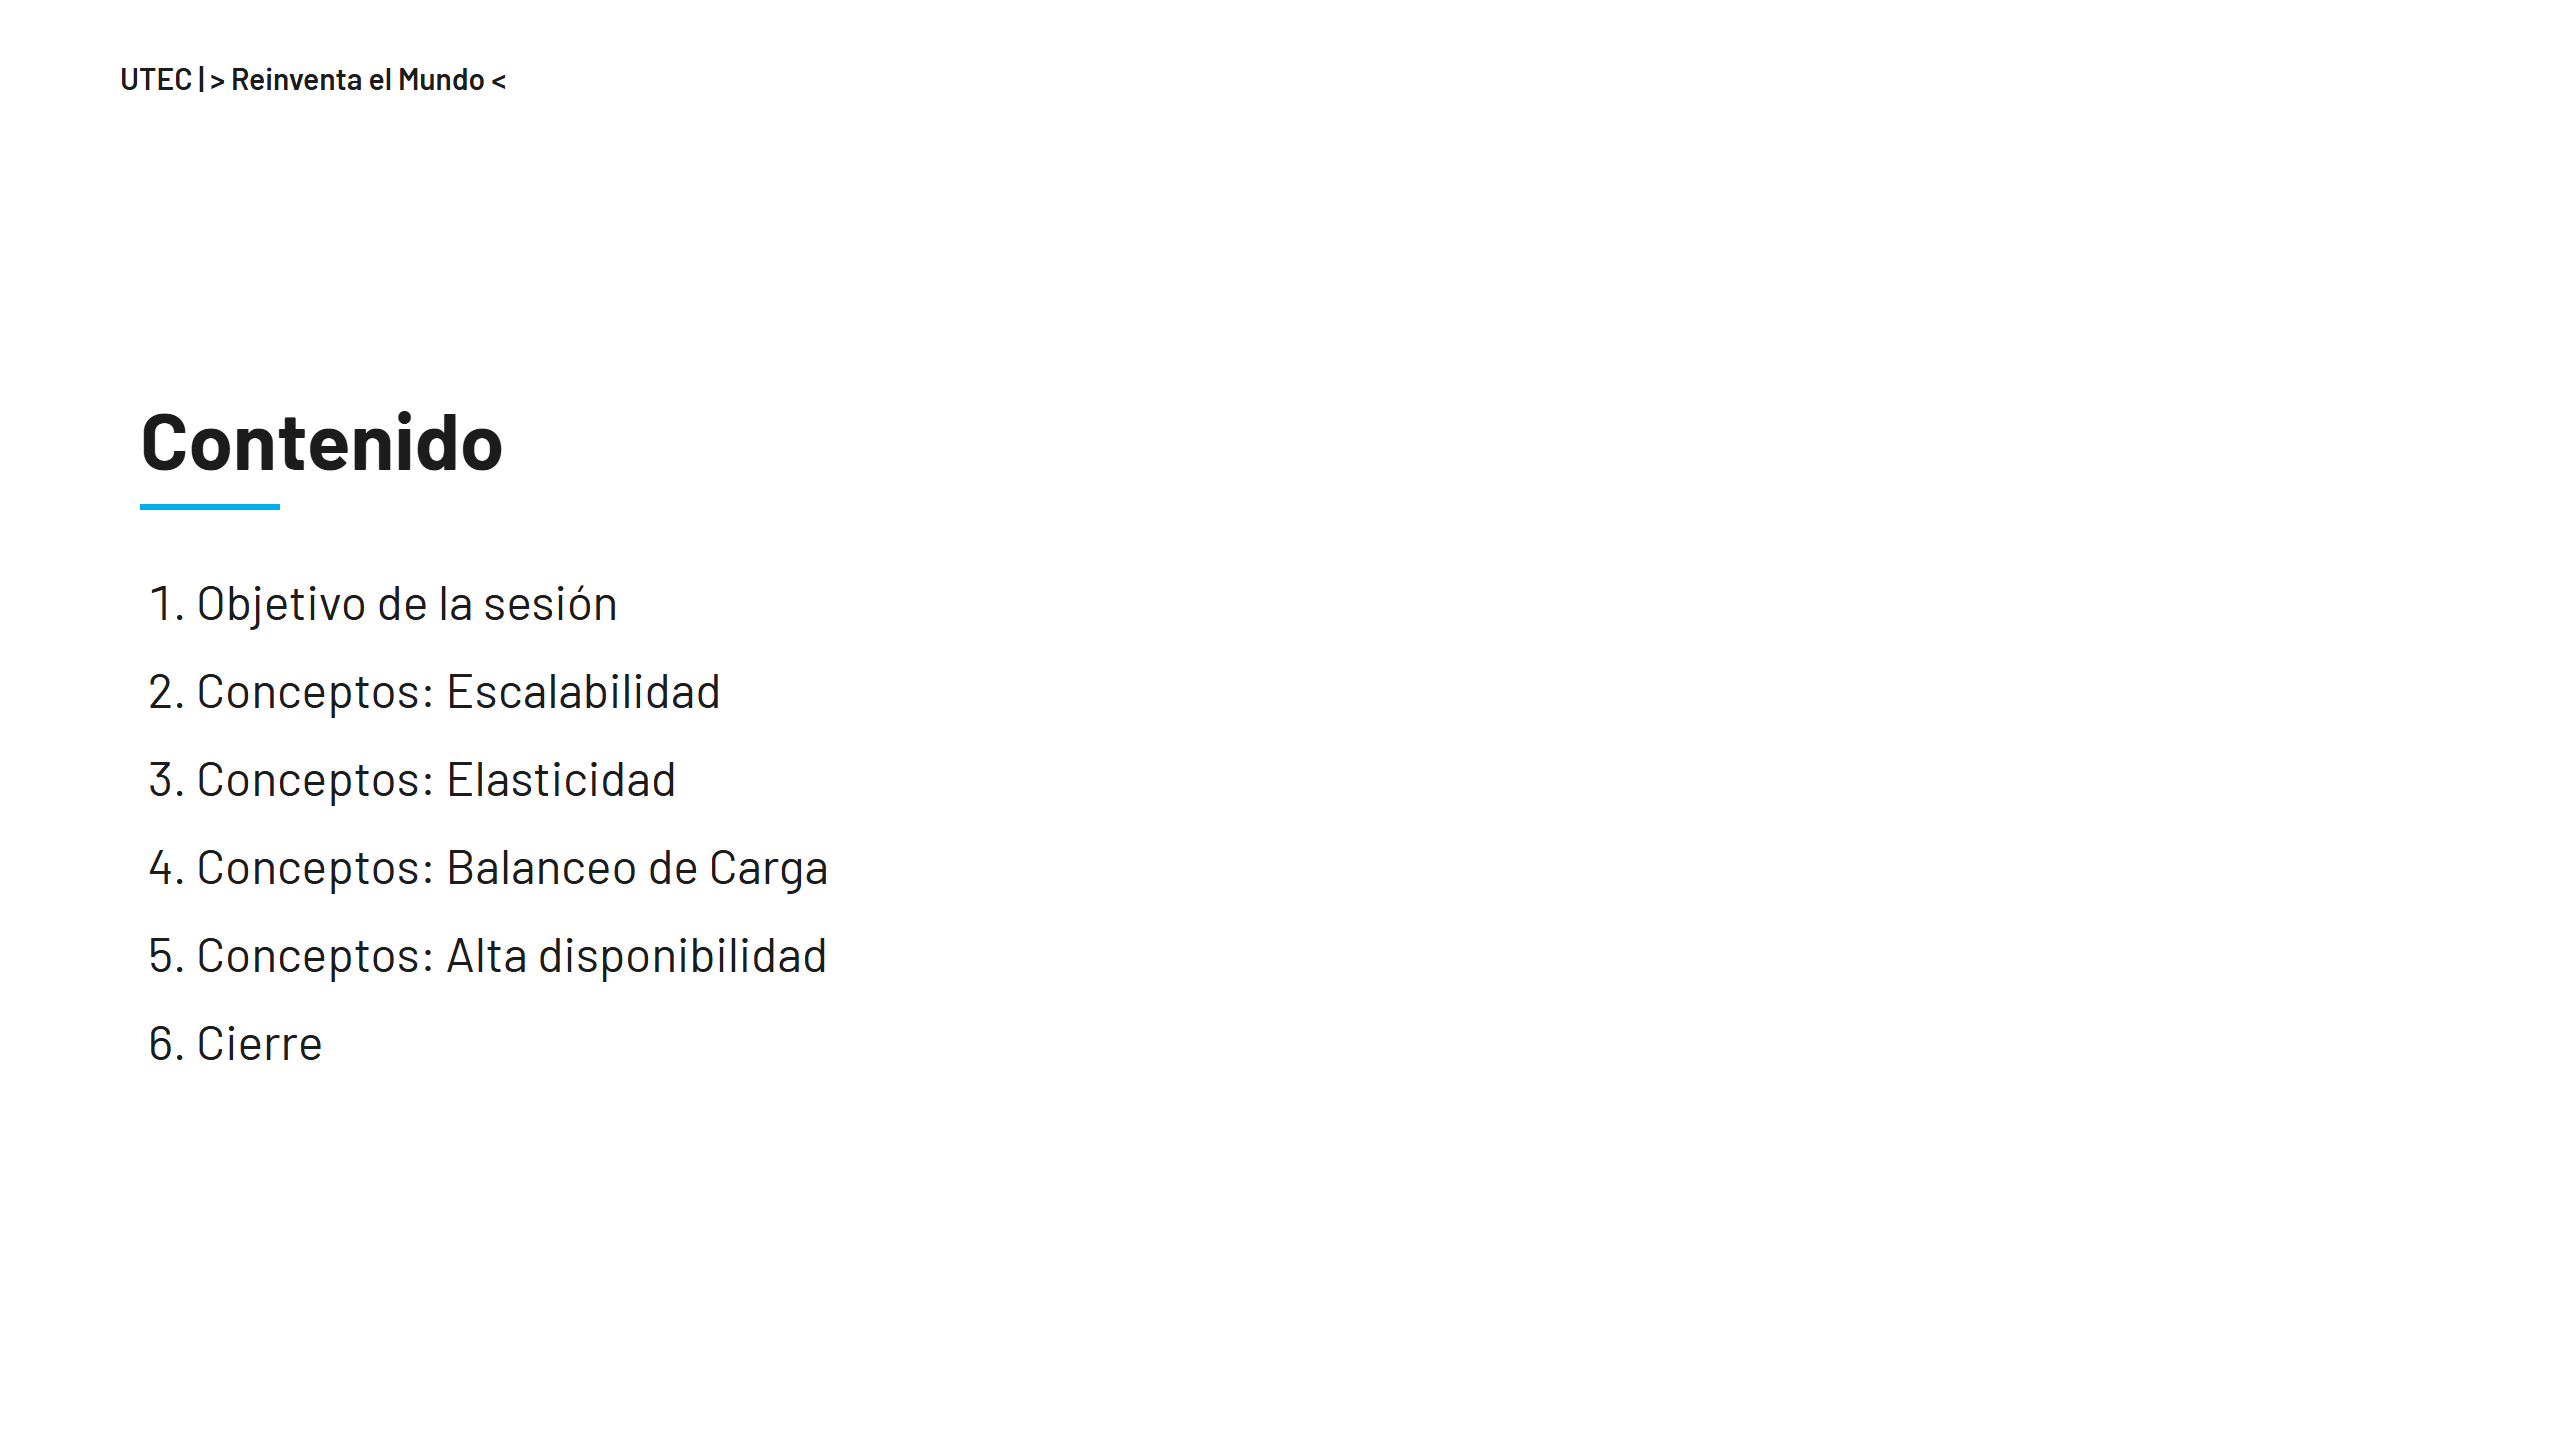 UTEC | > Reinventa el Mundo <
Contenido
1. Objetivo de la sesión
2. Conceptos: Escalabilidad
3. Conceptos: Elasticidad
4. Conceptos: Balanceo de Carga
5. Conceptos: Alta disponibilidad
6. Cierre